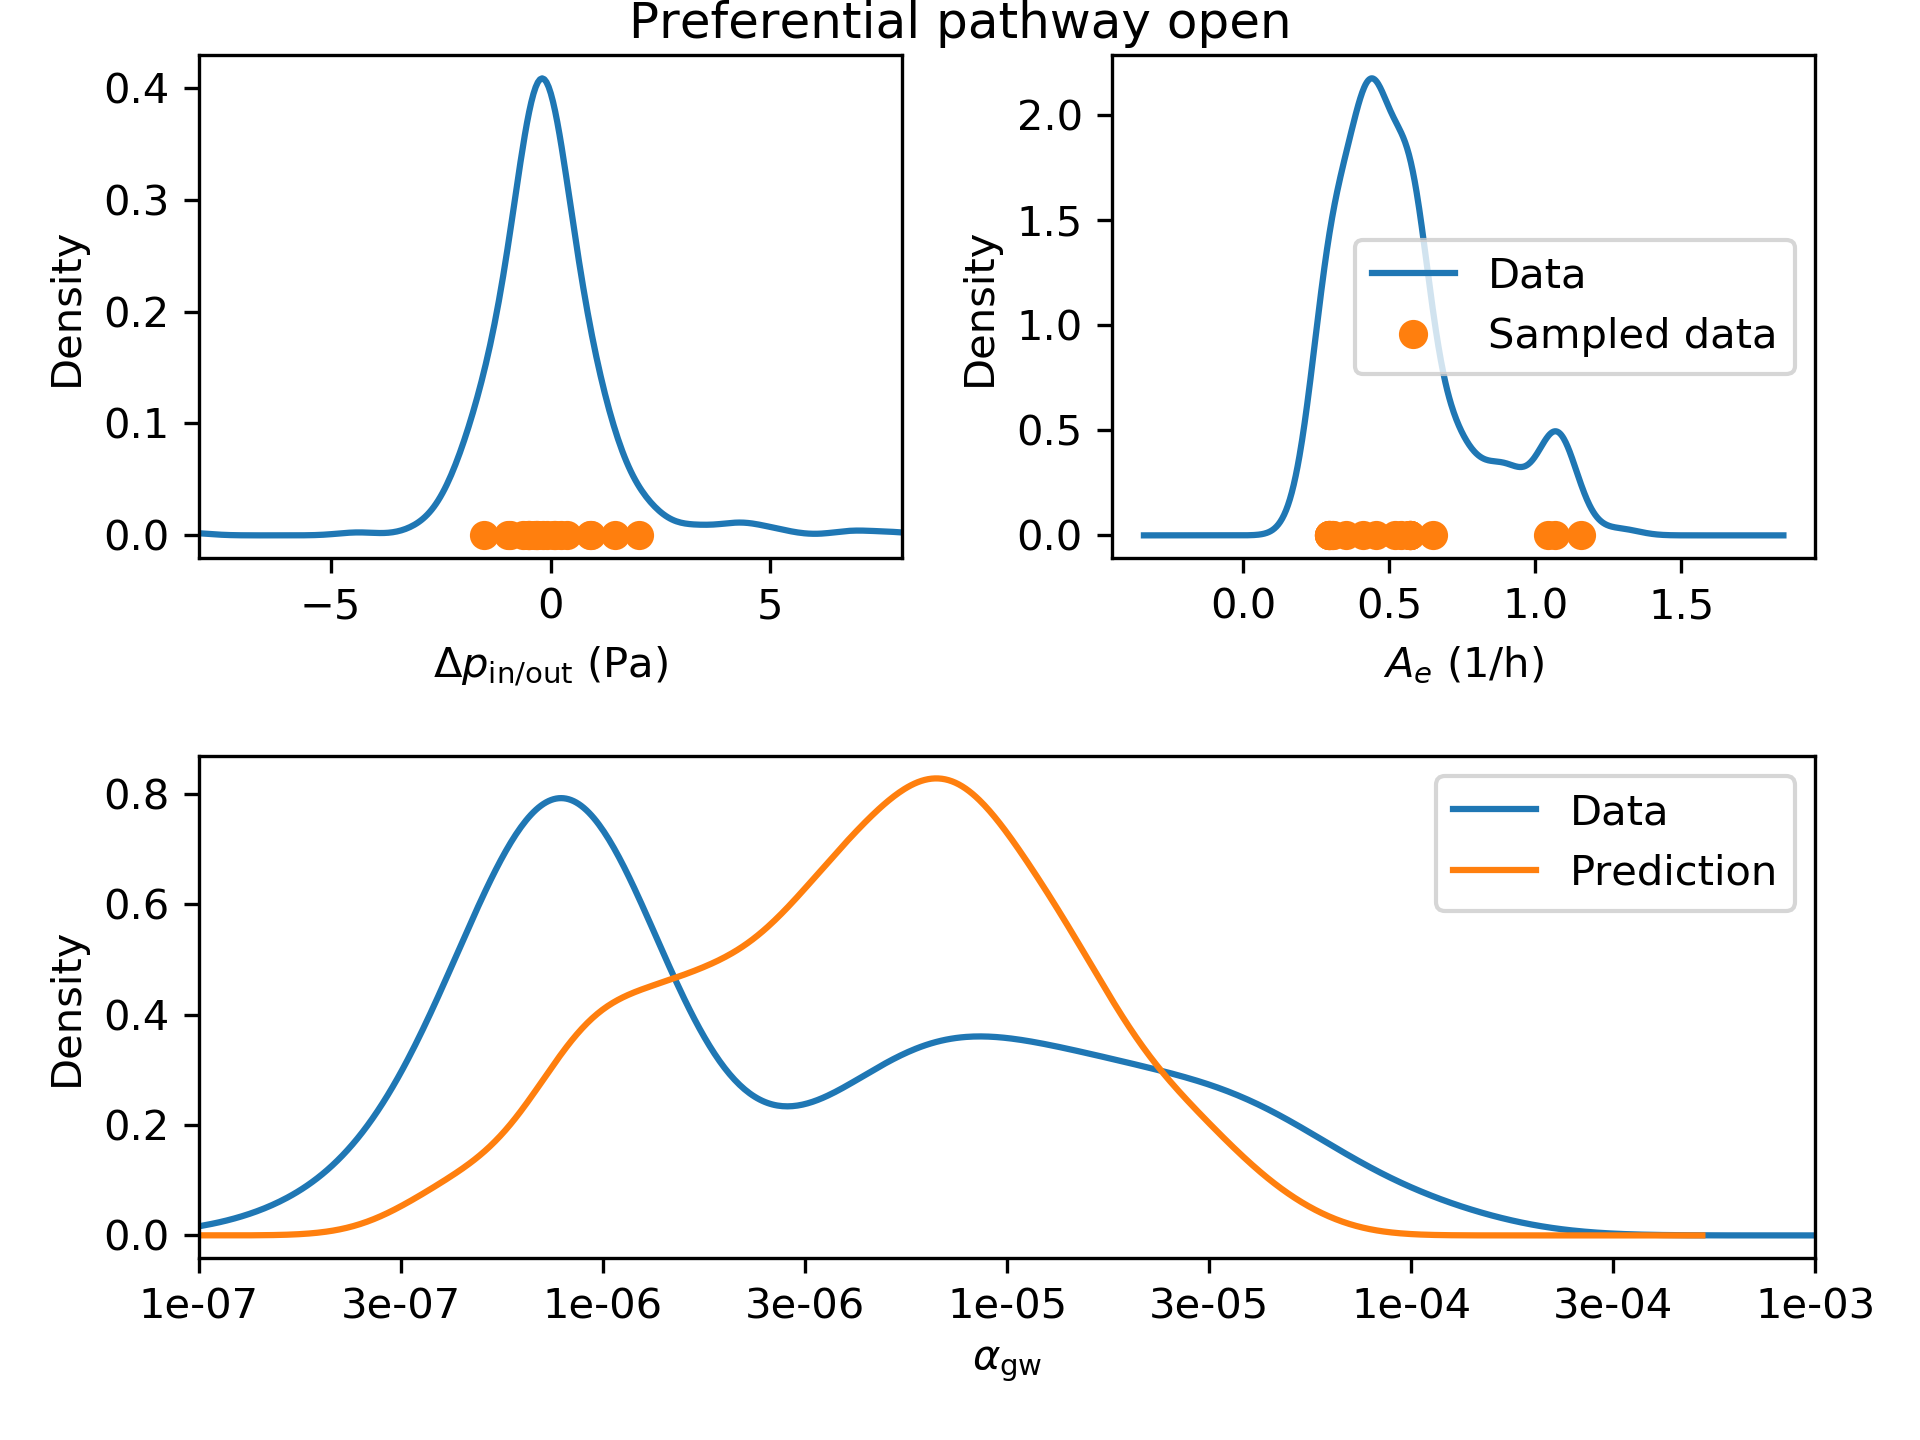 Preferential pathway open
0.4
0.3
0.2
0.1
0.0
Density
−5 0 5
Δp_in/out (Pa)
2.0
1.5
1.0
0.5
0.0
Density
Data
Sampled data
0.0 0.5 1.0 1.5
A_e (1/h)
0.8
0.6
0.4
0.2
0.0
Density
Data
Prediction
1e-07 3e-07 1e-06 3e-06 1e-05 3e-05 1e-04 3e-04 1e-03
α_gw